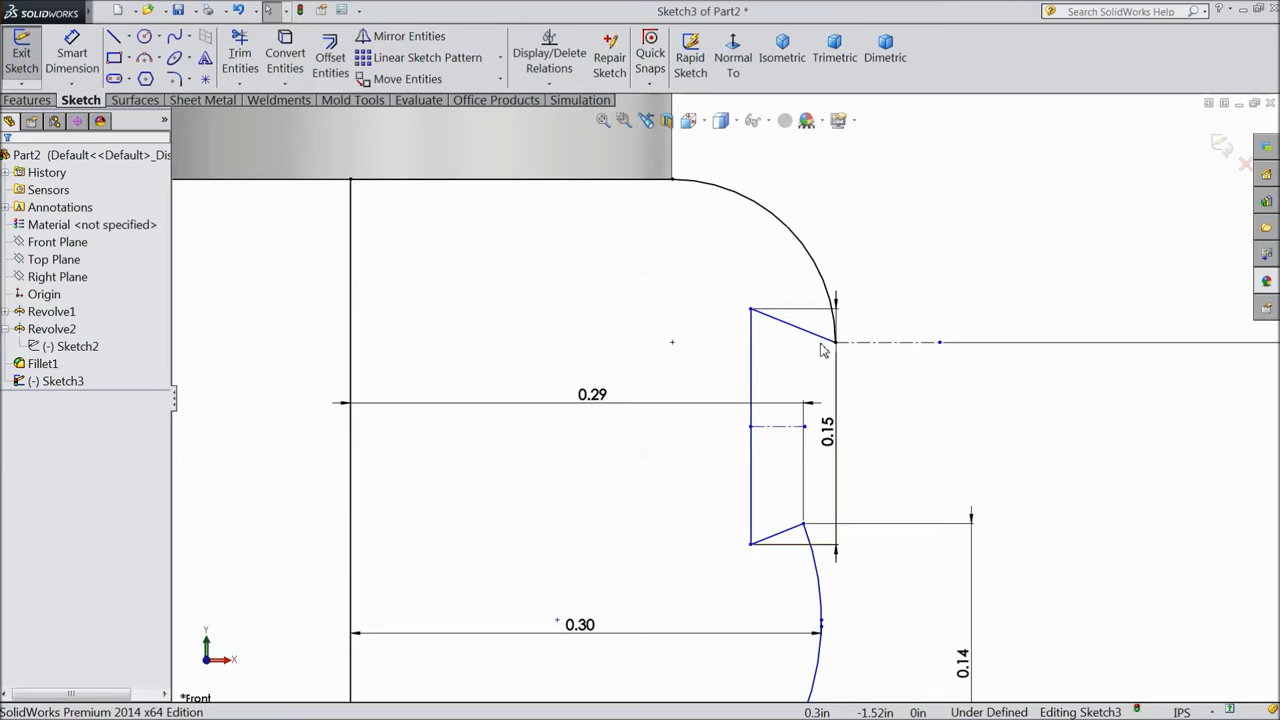 SOLIDWORKS
Sketch3 of Part2 *
Search SolidWorks Help
Exit Sketch
Smart Dimension
Trim Entities
Convert Entities
Offset Entities
Mirror Entities
Linear Sketch Pattern
Move Entities
Display/Delete Relations
Repair Sketch
Quick Snaps
Rapid Sketch
Normal To
Isometric
Trimetric
Dimetric
Features
Sketch
Surfaces
Sheet Metal
Weldments
Mold Tools
Evaluate
Office Products
Simulation
Part2 (Default<<Default>_Dis
History
Sensors
Annotations
Material <not specified>
Front Plane
Top Plane
Right Plane
Origin
Revolve1
Revolve2
(-) Sketch2
Fillet1
(-) Sketch3
0.29
0.15
0.30
0.14
Y
X
*Front
SolidWorks Premium 2014 x64 Edition
0.3in
-1.52in
0in
Under Defined
Editing Sketch3
IPS